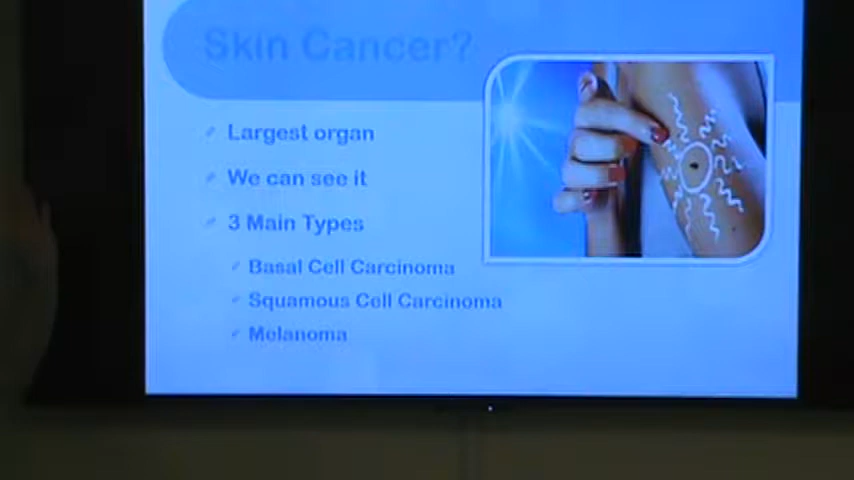 Skin Cancer?
Largest organ
We can see it
3 Main Types
Basal Cell Carcinoma
Squamous Cell Carcinoma
Melanoma